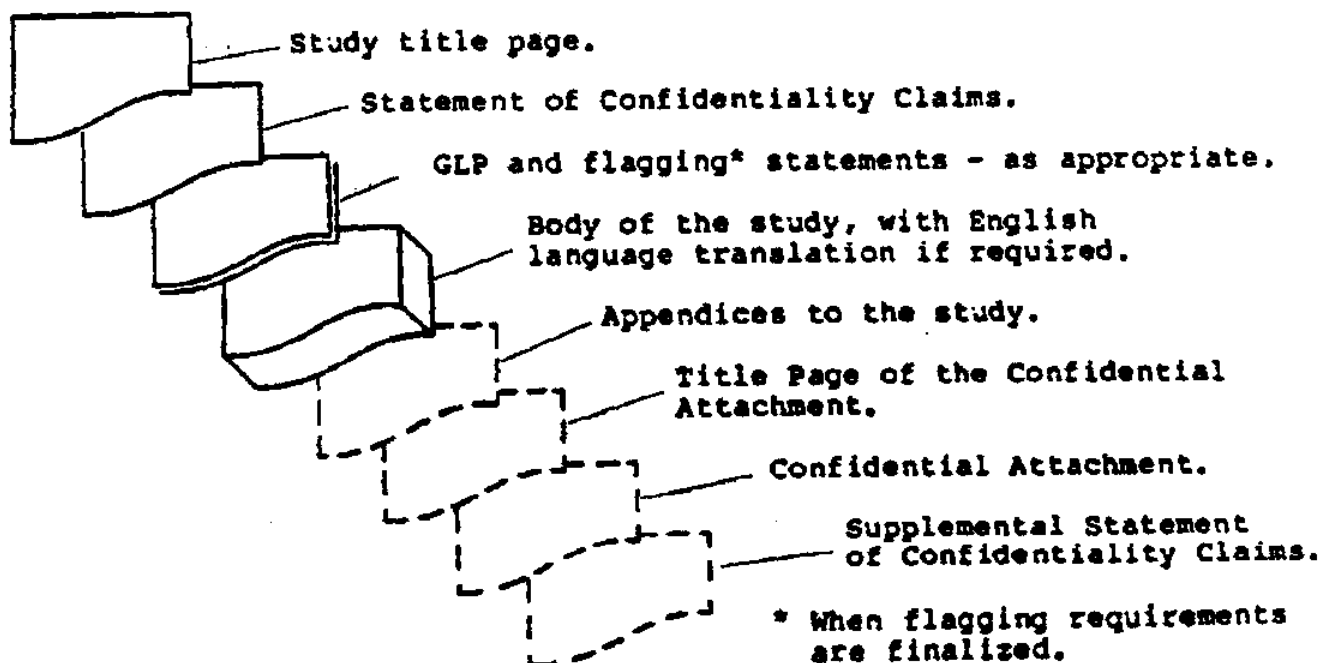 Study title page.
Statement of Confidentiality Claims.
GLP and flagging* statements - as appropriate.
Body of the study, with English
language translation if required.
Appendices to the study.
Title Page of the Confidential
Attachment.
Confidential Attachment.
Supplemental Statement
of Confidentiality Claims.
* When flagging requirements
are finalized.